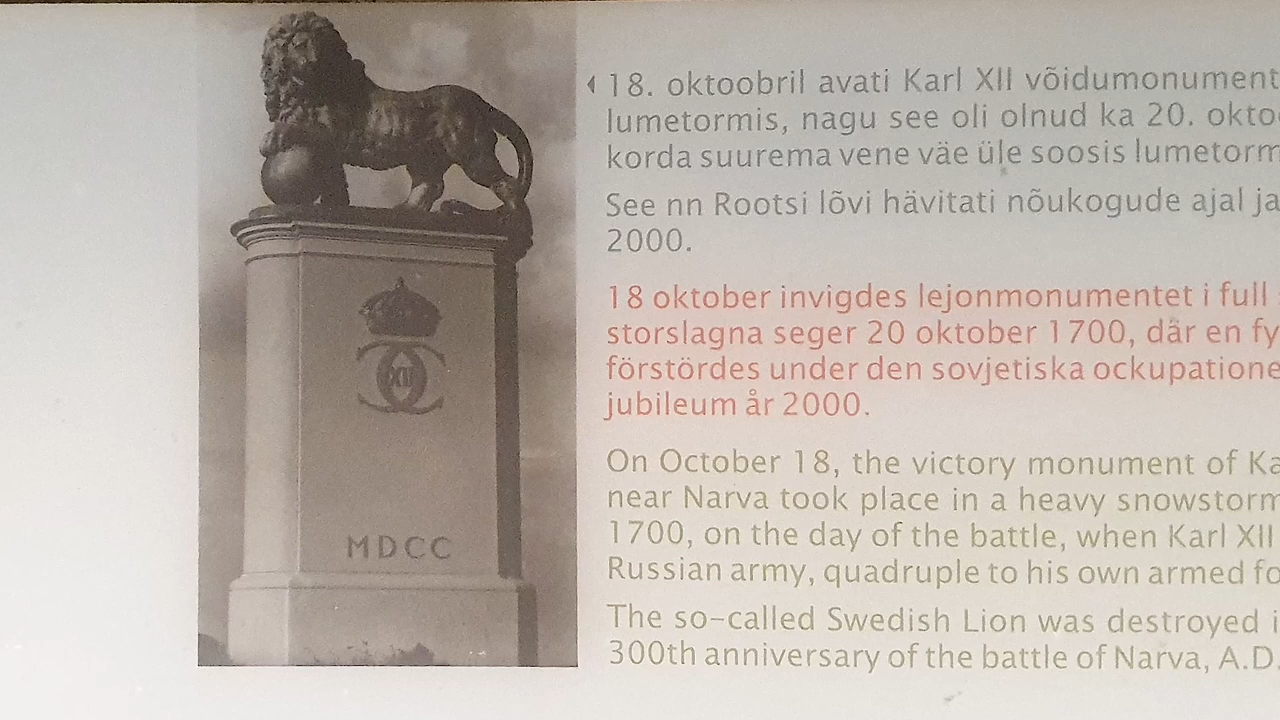 XII
MDCC
18. oktoobril avati Karl XII võidumonument
lumetormis, nagu see oli olnud ka 20. okto
korda suurema vene väe üle soosis lumetorm
See nn Rootsi lõvi hävitati nõukogude ajal ja
2000.
18 oktober invigdes lejonmonumentet i full
storslagna seger 20 oktober 1700, där en fy
förstördes under den sovjetiska ockupatione
jubileum år 2000.
On October 18, the victory monument of Ka
near Narva took place in a heavy snowstorm
1700, on the day of the battle, when Karl XII
Russian army, quadruple to his own armed fo
The so-called Swedish Lion was destroyed i
300th anniversary of the battle of Narva, A.D.